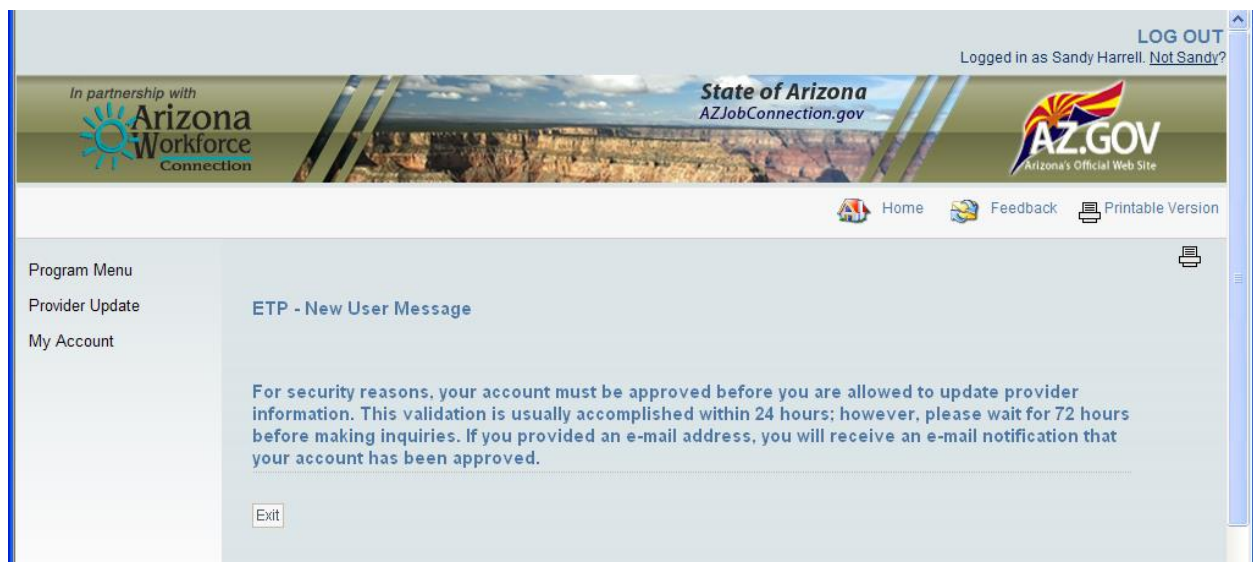 LOG OUT
Logged in as Sandy Harrell. Not Sandy?
In partnership with
Arizona
Workforce
Connection
State of Arizona
AZJobConnection.gov
AZ.GOV
Arizona's Official Web Site
Home Feedback Printable Version
Program Menu
Provider Update
My Account
ETP - New User Message
For security reasons, your account must be approved before you are allowed to update provider
information. This validation is usually accomplished within 24 hours; however, please wait for 72 hours
before making inquiries. If you provided an e-mail address, you will receive an e-mail notification that
your account has been approved.
Exit